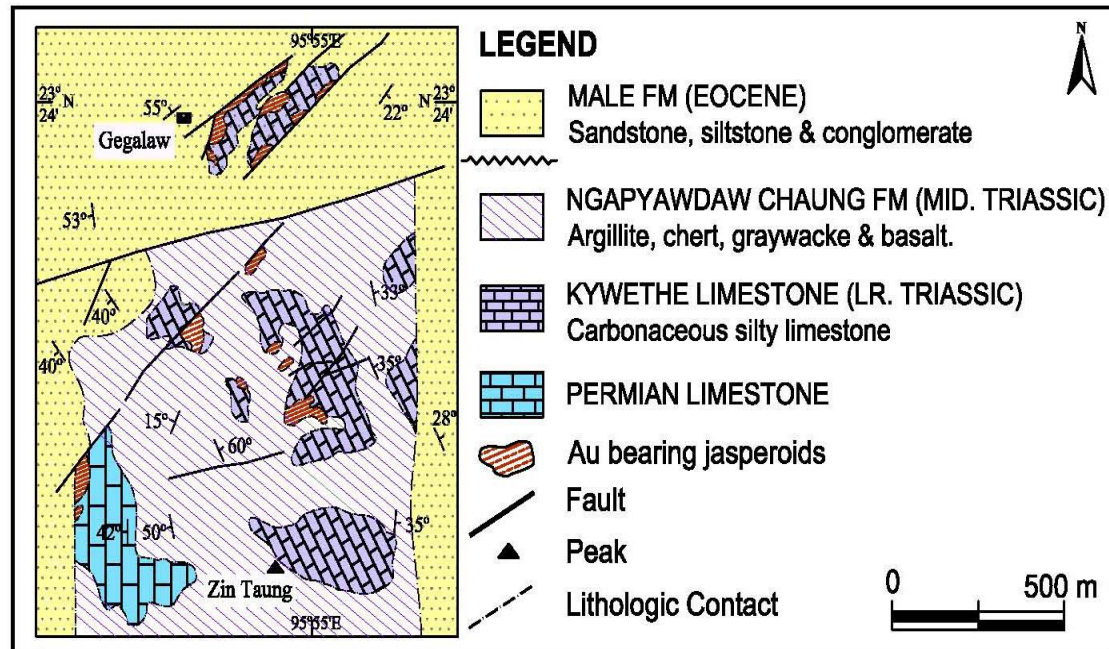 95°55'E
23°
24'
N
55°
Gegalaw
22°
N
23°
24'
53°
40°
33°
40°
35°
15°
60°
28°
42°
50°
35°
Zin Taung
95°55'E
LEGEND
MALE FM (EOCENE)
Sandstone, siltstone & conglomerate
NGAPYAWDAW CHAUNG FM (MID. TRIASSIC)
Argillite, chert, graywacke & basalt.
KYWETHE LIMESTONE (LR. TRIASSIC)
Carbonaceous silty limestone
PERMIAN LIMESTONE
Au bearing jasperoids
Fault
Peak
Lithologic Contact
N
0 500 m